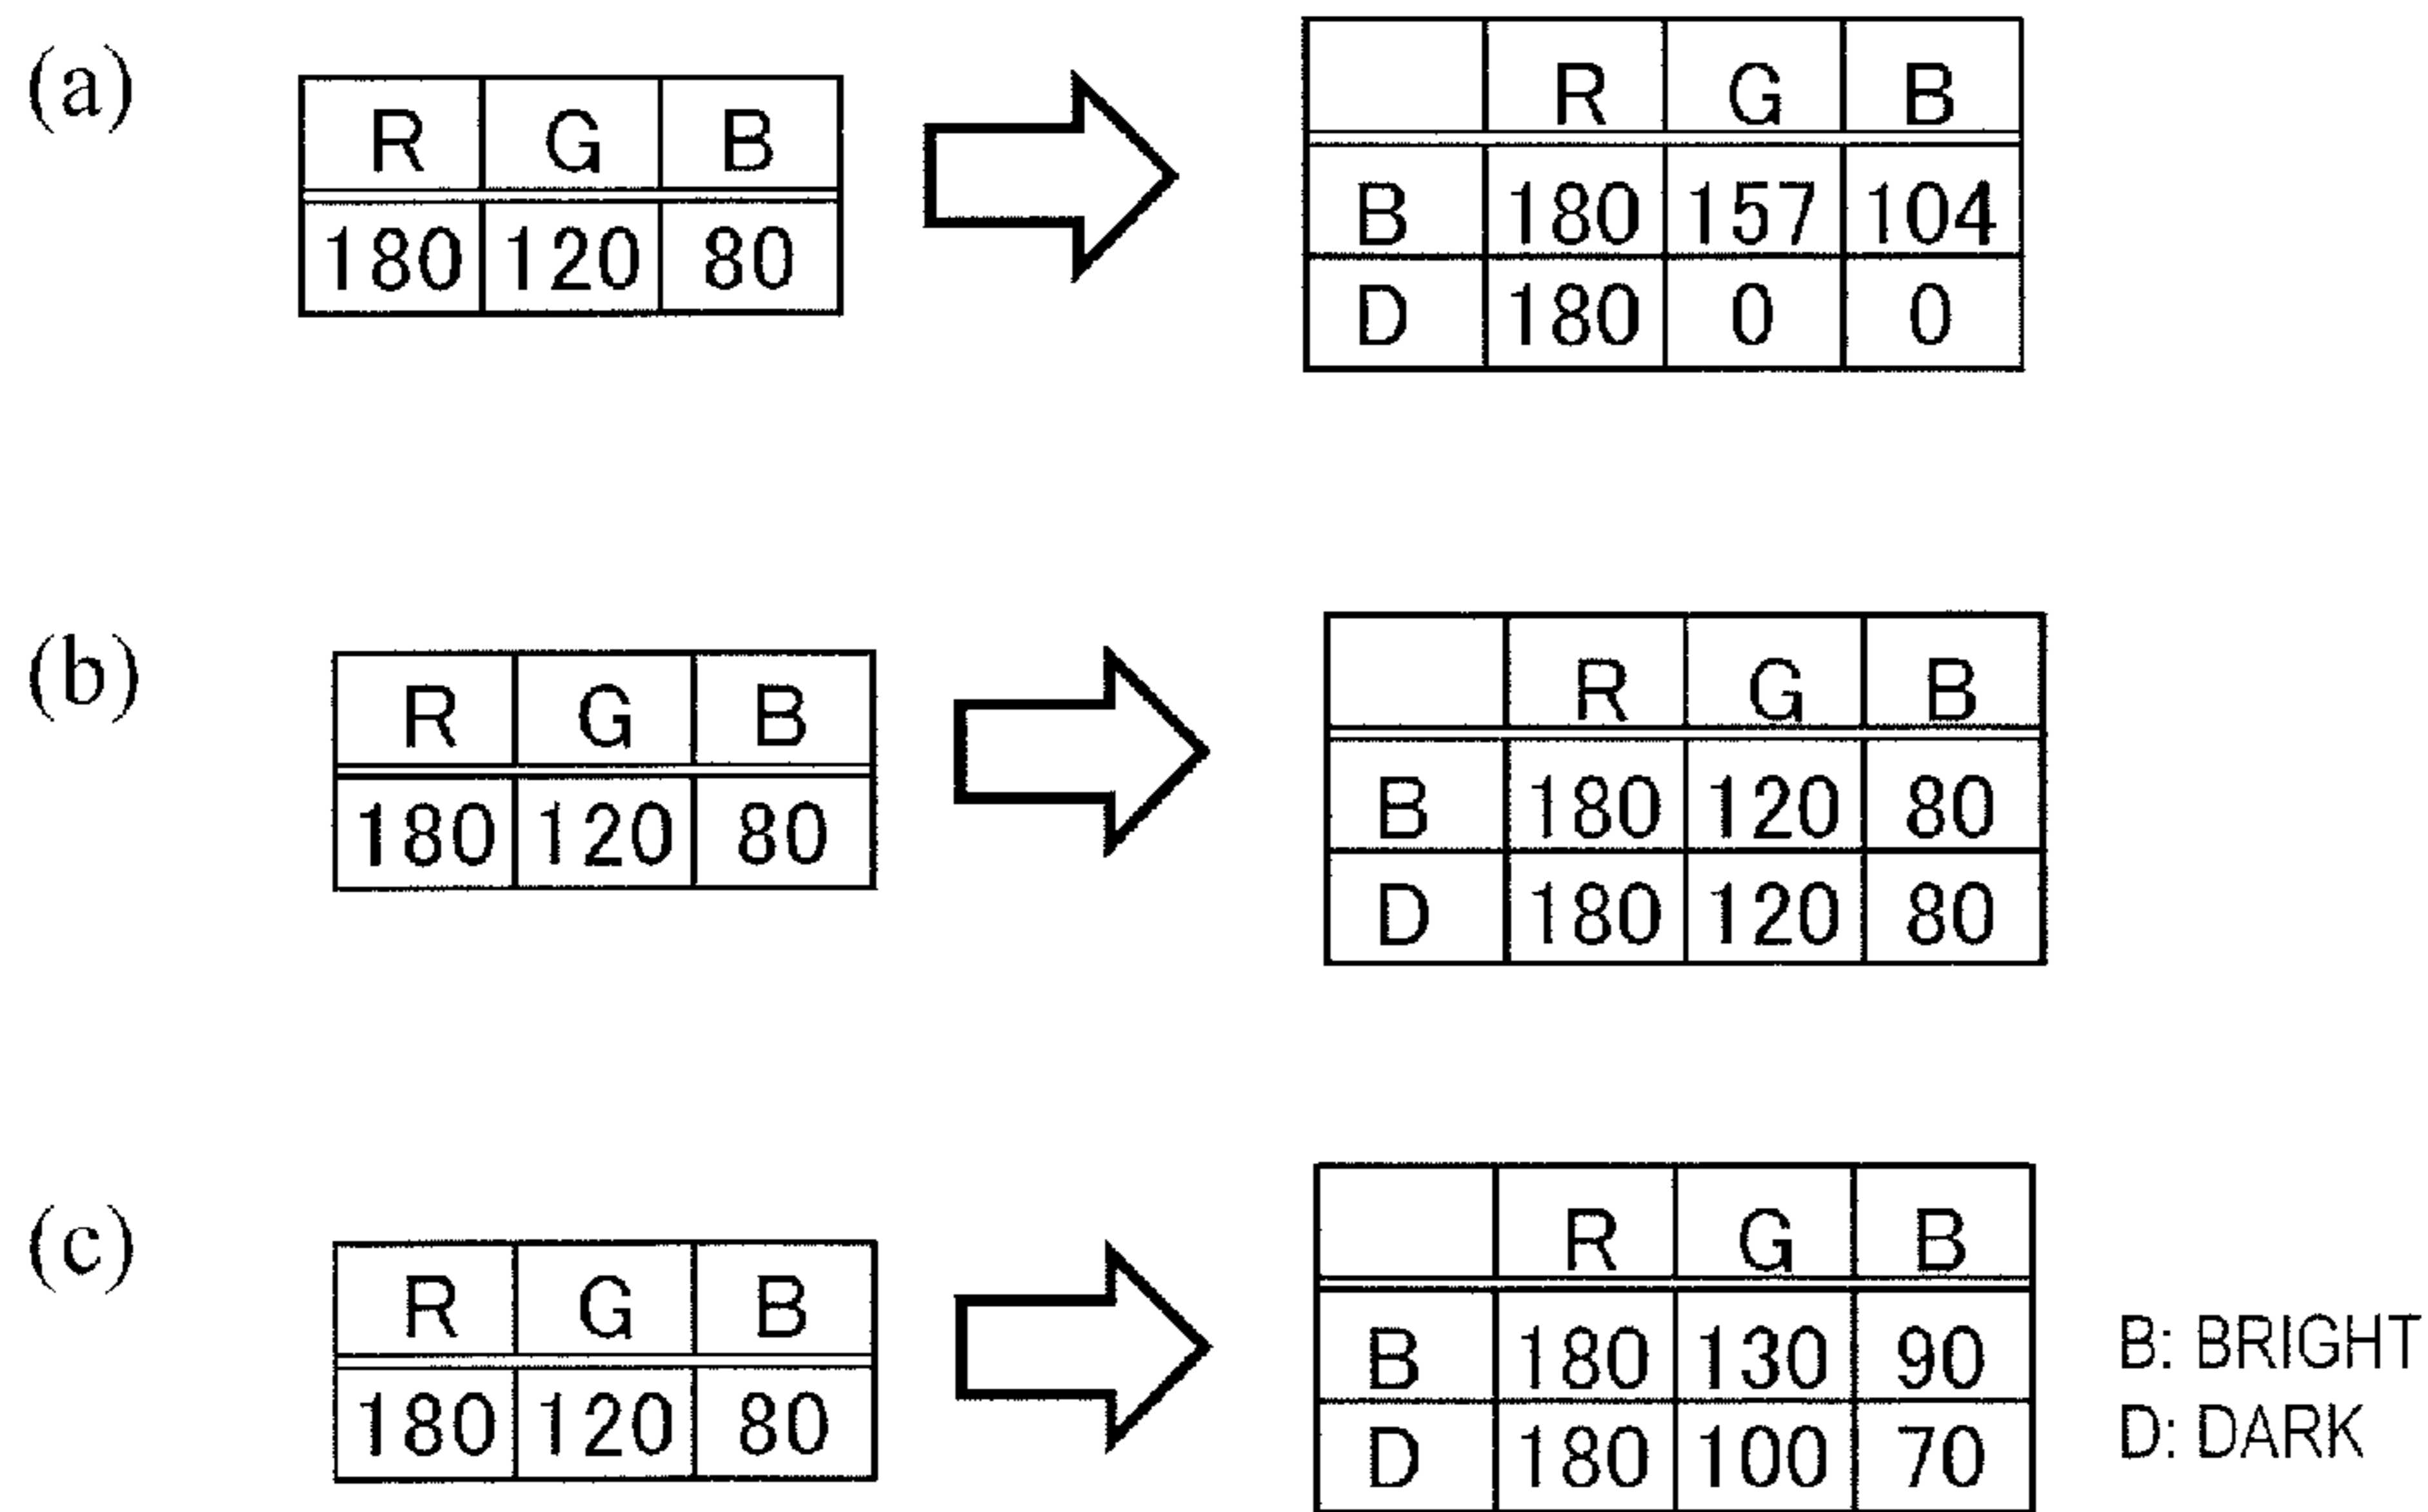 (a)
R G B
180 120 80
R G B
B 180 157 104
D 180 0 0
(b)
R G B
180 120 80
R G B
B 180 120 80
D 180 120 80
(c)
R G B
180 120 80
R G B
B 180 130 90
D 180 100 70
B: BRIGHT
D: DARK